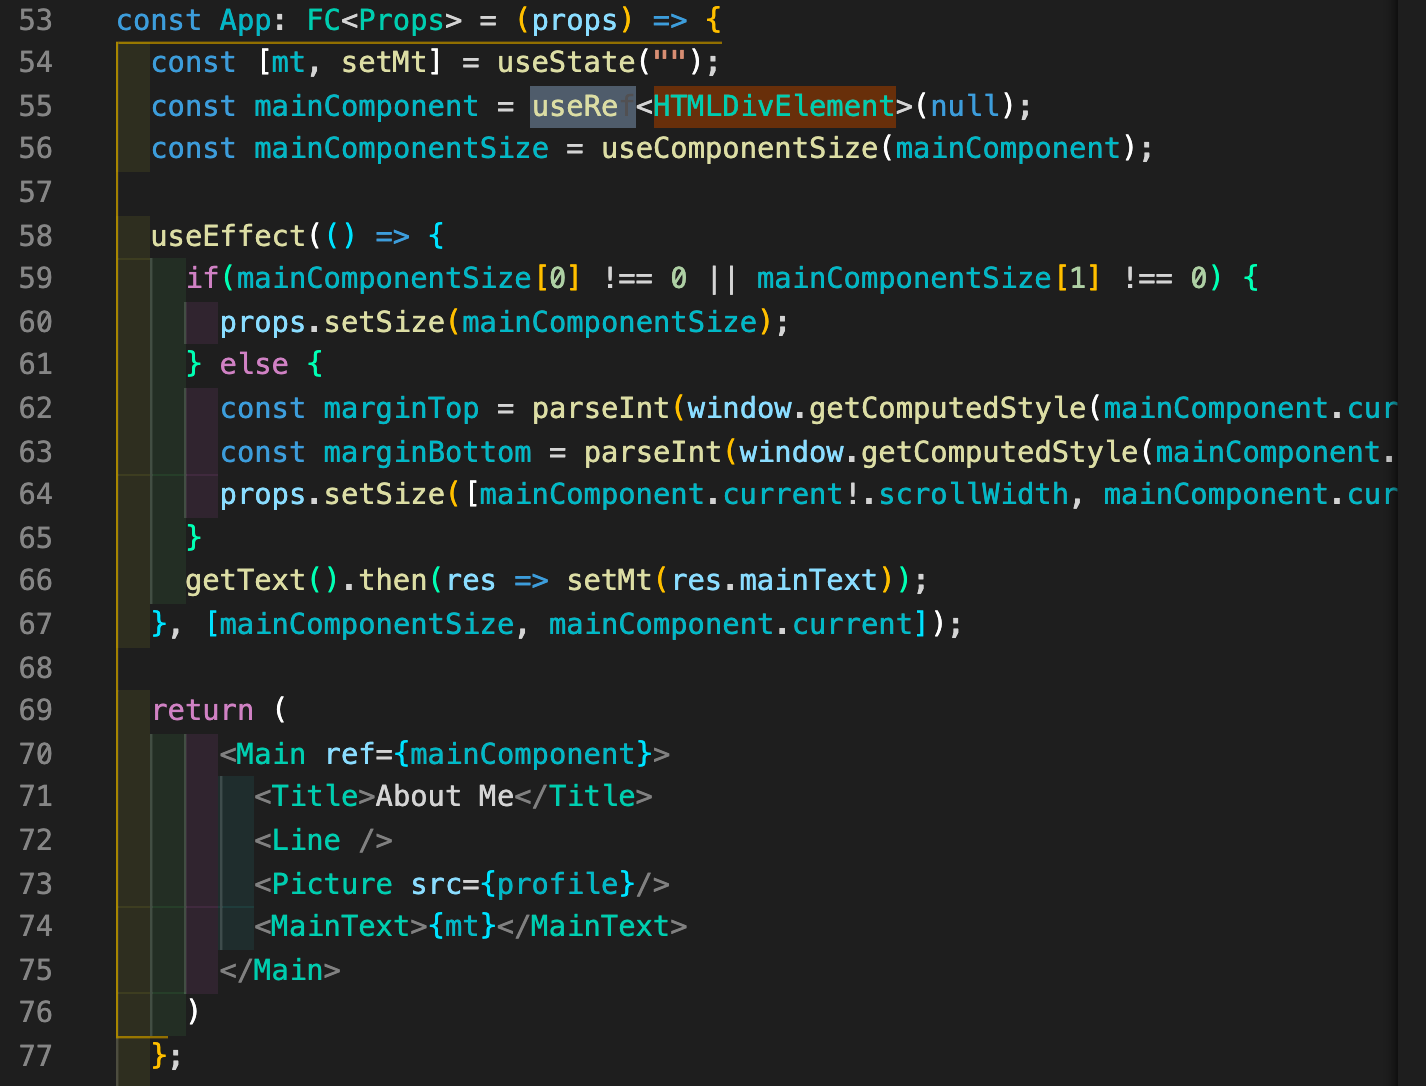 53 const App: FC<Props> = (props) => {
54 const [mt, setMt] = useState("");
55 const mainComponent = useRef<HTMLDivElement>(null);
56 const mainComponentSize = useComponentSize(mainComponent);
57
58 useEffect(() => {
59 if(mainComponentSize[0] !== 0 || mainComponentSize[1] !== 0) {
60 props.setSize(mainComponentSize);
61 } else {
62 const marginTop = parseInt(window.getComputedStyle(mainComponent.cur
63 const marginBottom = parseInt(window.getComputedStyle(mainComponent.
64 props.setSize([mainComponent.current!.scrollWidth, mainComponent.cur
65 }
66 getText().then(res => setMt(res.mainText));
67 }, [mainComponentSize, mainComponent.current]);
68
69 return (
70 <Main ref={mainComponent}>
71 <Title>About Me</Title>
72 <Line />
73 <Picture src={profile}/>
74 <MainText>{mt}</MainText>
75 </Main>
76 )
77 };